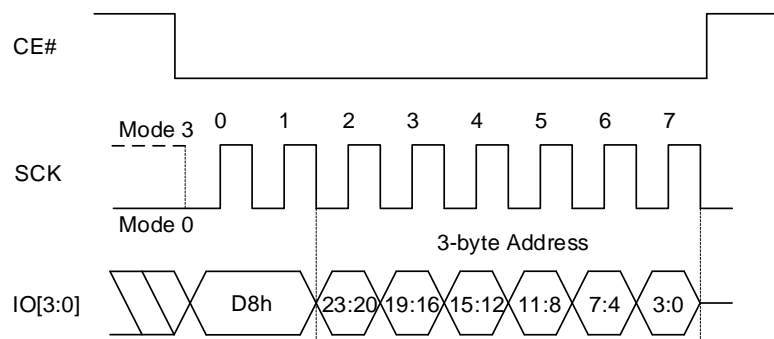 CE#
Mode 3 0 1 2 3 4 5 6 7
SCK
Mode 0
3-byte Address
IO[3:0] D8h 23:20 19:16 15:12 11:8 7:4 3:0